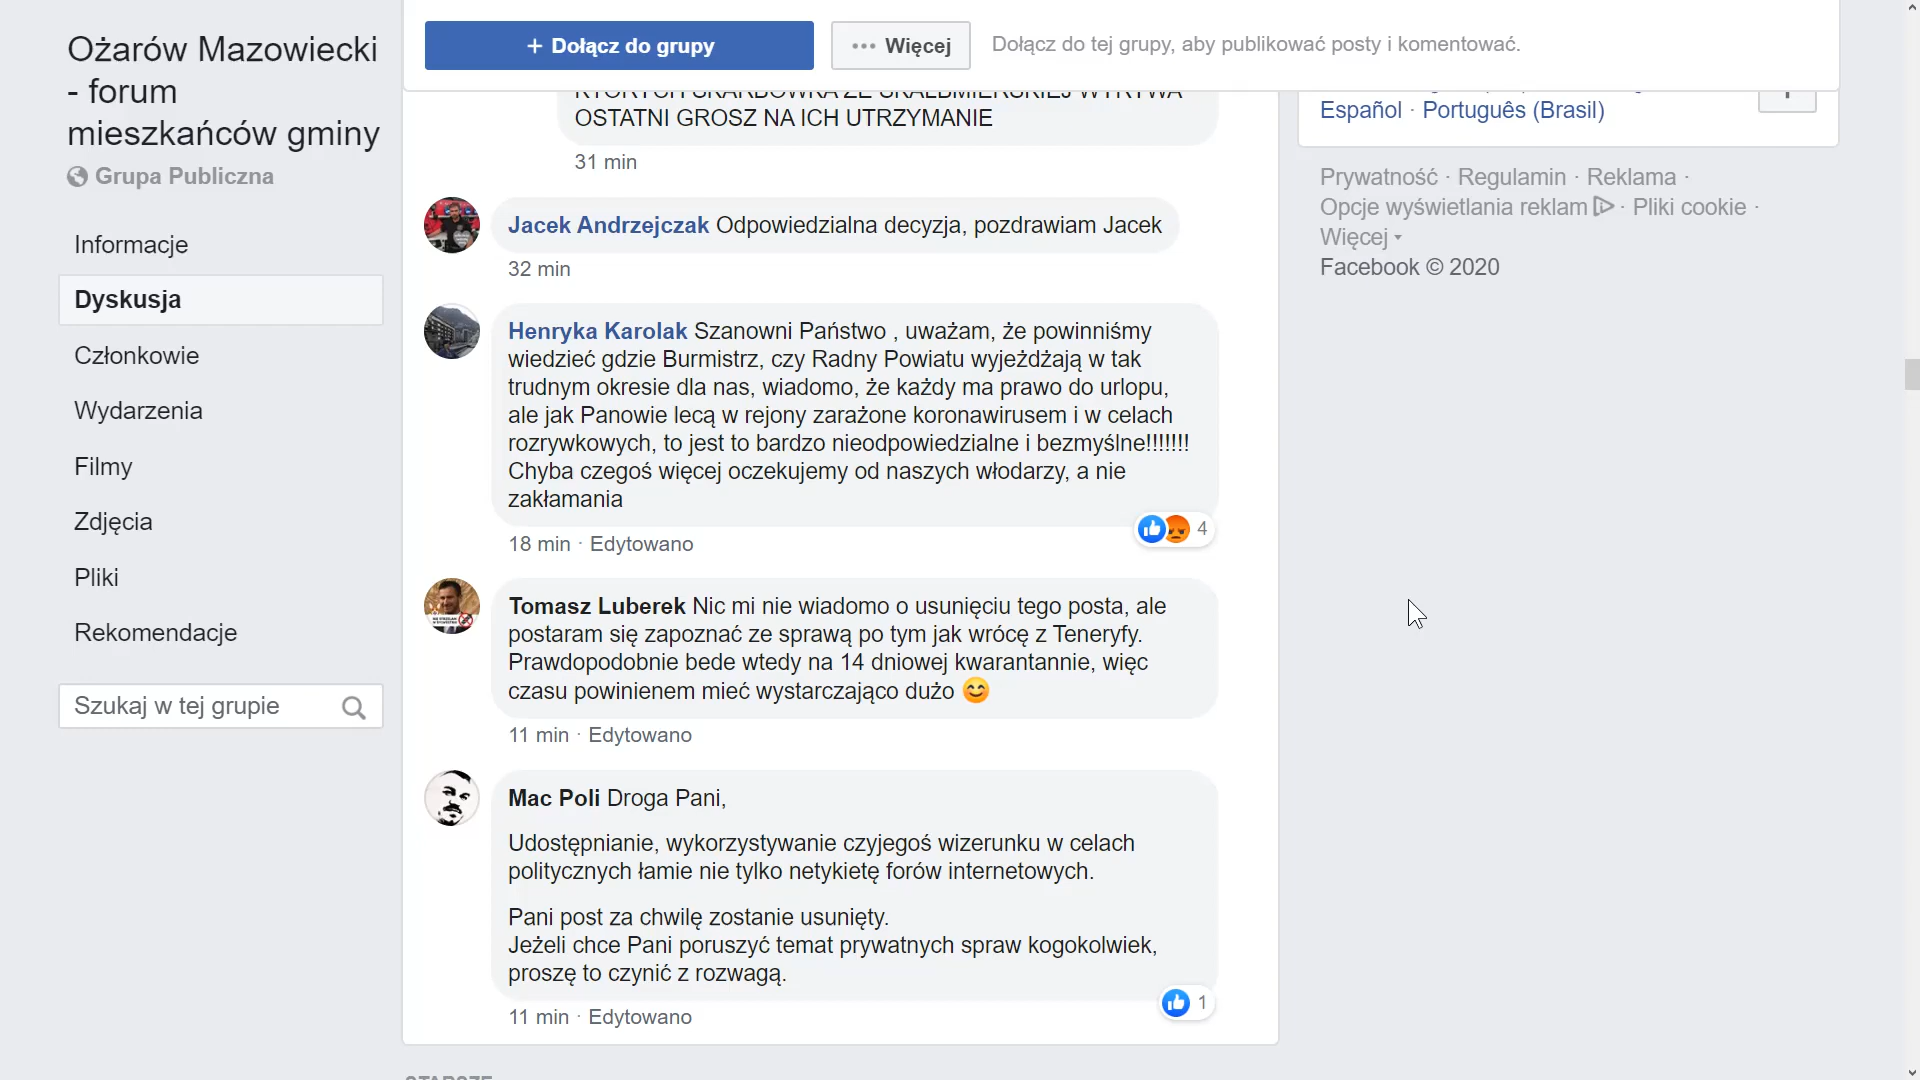 Ożarów Mazowiecki
- forum
mieszkańców gminy
Grupa Publiczna
Informacje
Dyskusja
Członkowie
Wydarzenia
Filmy
Zdjęcia
Pliki
Rekomendacje
Szukaj w tej grupie
+ Dołącz do grupy
••• Więcej
Dołącz do tej grupy, aby publikować posty i komentować.
KTÓRYCH SKARBÓWKA ZE SKALBMIERSKIEJ WYRYWA
OSTATNI GROSZ NA ICH UTRZYMANIE
31 min
Jacek Andrzejczak Odpowiedzialna decyzja, pozdrawiam Jacek
32 min
Henryka Karolak Szanowni Państwo , uważam, że powinniśmy
wiedzieć gdzie Burmistrz, czy Radny Powiatu wyjeżdżają w tak
trudnym okresie dla nas, wiadomo, że każdy ma prawo do urlopu,
ale jak Panowie lecą w rejony zarażone koronawirusem i w celach
rozrywkowych, to jest to bardzo nieodpowiedzialne i bezmyślne!!!!!!!
Chyba czegoś więcej oczekujemy od naszych włodarzy, a nie
zakłamania
4
18 min · Edytowano
Tomasz Luberek Nic mi nie wiadomo o usunięciu tego posta, ale
postaram się zapoznać ze sprawą po tym jak wrócę z Teneryfy.
Prawdopodobnie bede wtedy na 14 dniowej kwarantannie, więc
czasu powinienem mieć wystarczająco dużo 😊
11 min · Edytowano
Mac Poli Droga Pani,
Udostępnianie, wykorzystywanie czyjegoś wizerunku w celach
politycznych łamie nie tylko netykietę forów internetowych.
Pani post za chwilę zostanie usunięty.
Jeżeli chce Pani poruszyć temat prywatnych spraw kogokolwiek,
proszę to czynić z rozwagą.
1
11 min · Edytowano
STARSZE
Español · Português (Brasil)
Prywatność · Regulamin · Reklama ·
Opcje wyświetlania reklam · Pliki cookie ·
Więcej
Facebook © 2020